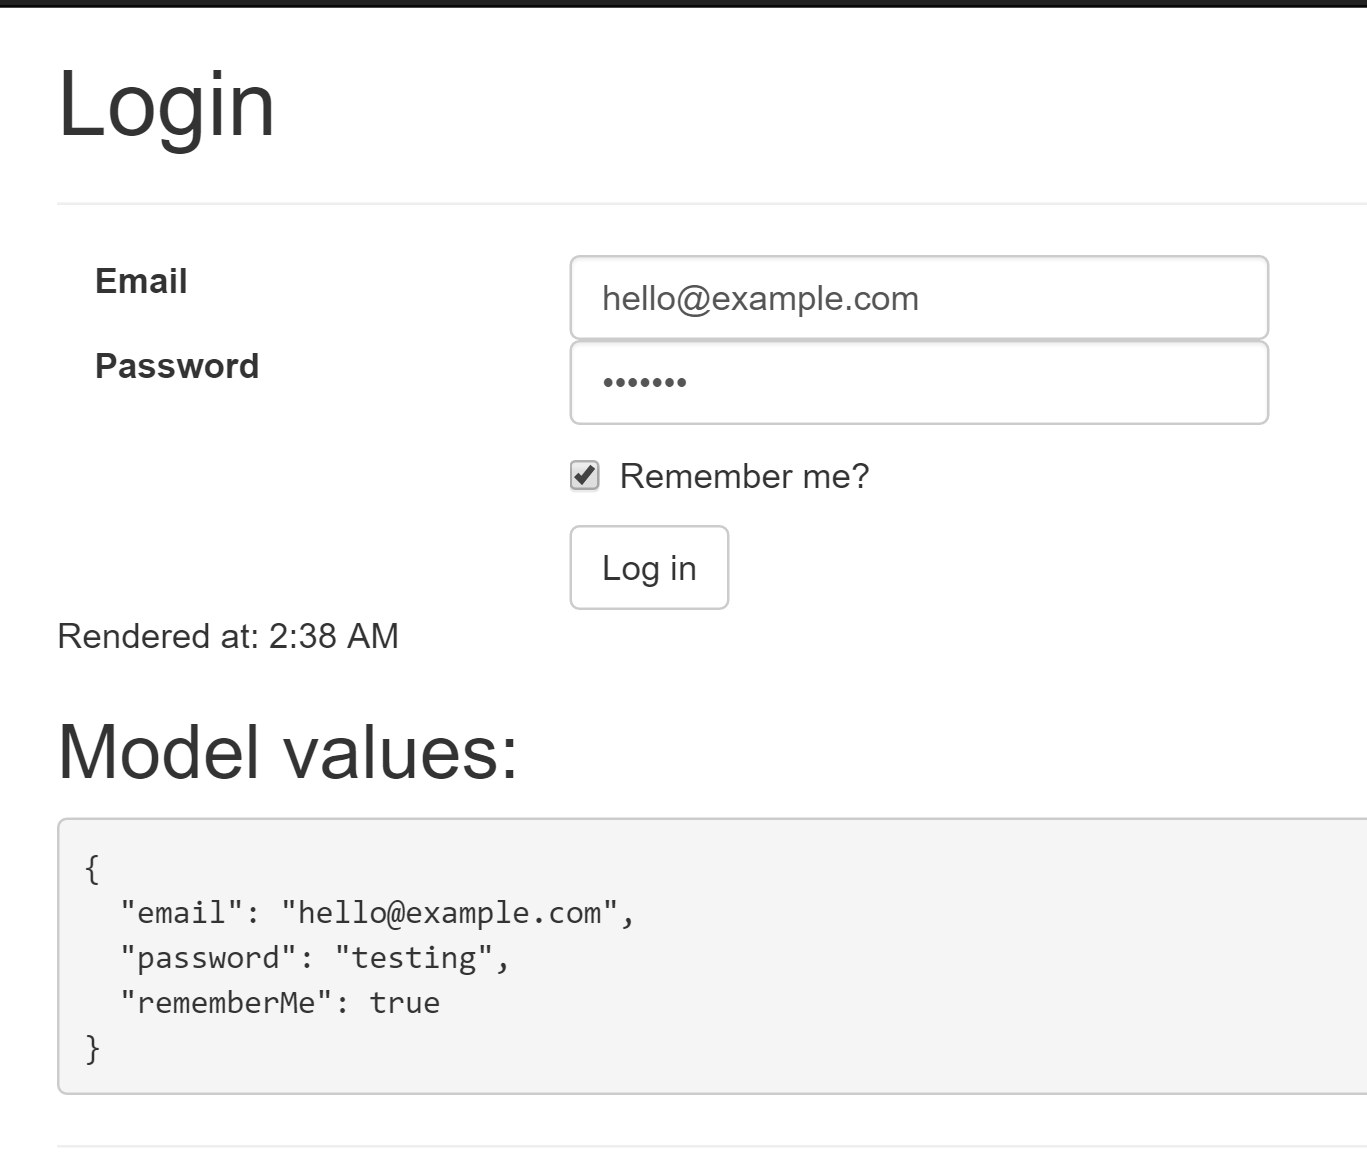 Login
Email
hello@example.com
Password
•••••••
Remember me?
Log in
Rendered at: 2:38 AM
Model values:
{
  "email": "hello@example.com",
  "password": "testing",
  "rememberMe": true
}